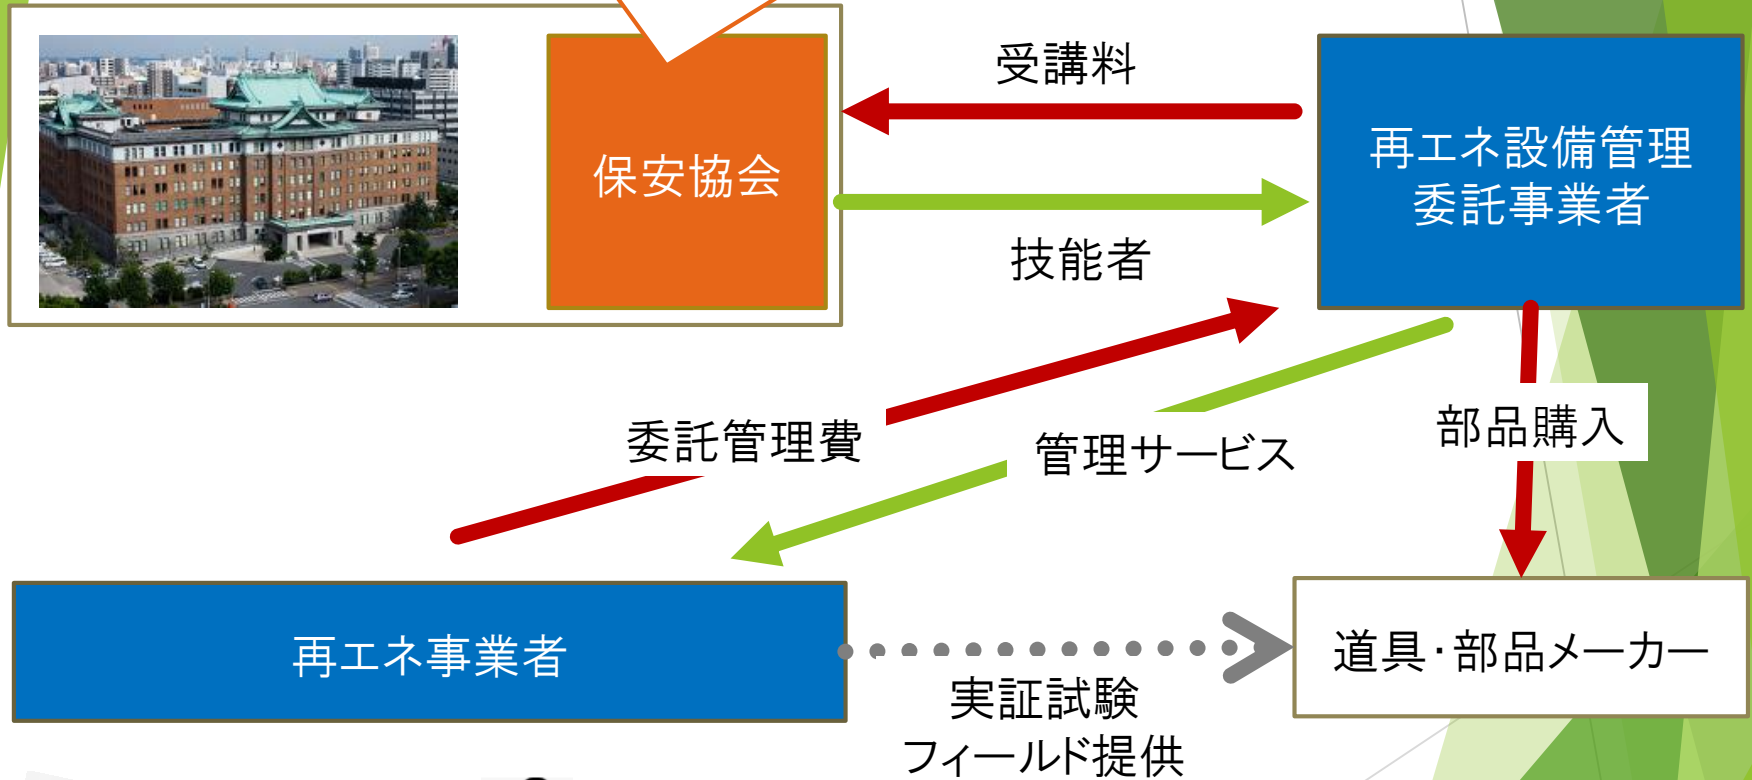 受講料
保安協会
再エネ設備管理
委託事業者
技能者
委託管理費
管理サービス
部品購入
再エネ事業者
道具・部品メーカー
実証試験
フィールド提供